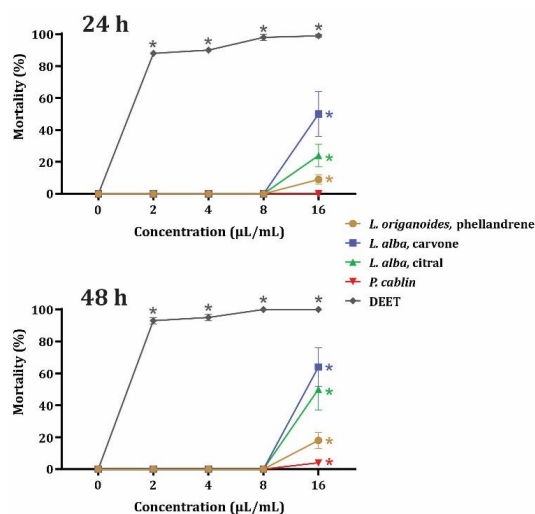 24 h
Mortality (%)
100
80
60
40
20
0
* * * *
*
*
*
0 2 4 8 16
Concentration (µL/mL)
L. origanoides, phellandrene
L. alba, carvone
L. alba, citral
P. cablin
DEET
48 h
Mortality (%)
100
80
60
40
20
0
* * * *
*
*
*
*
0 2 4 8 16
Concentration (µL/mL)